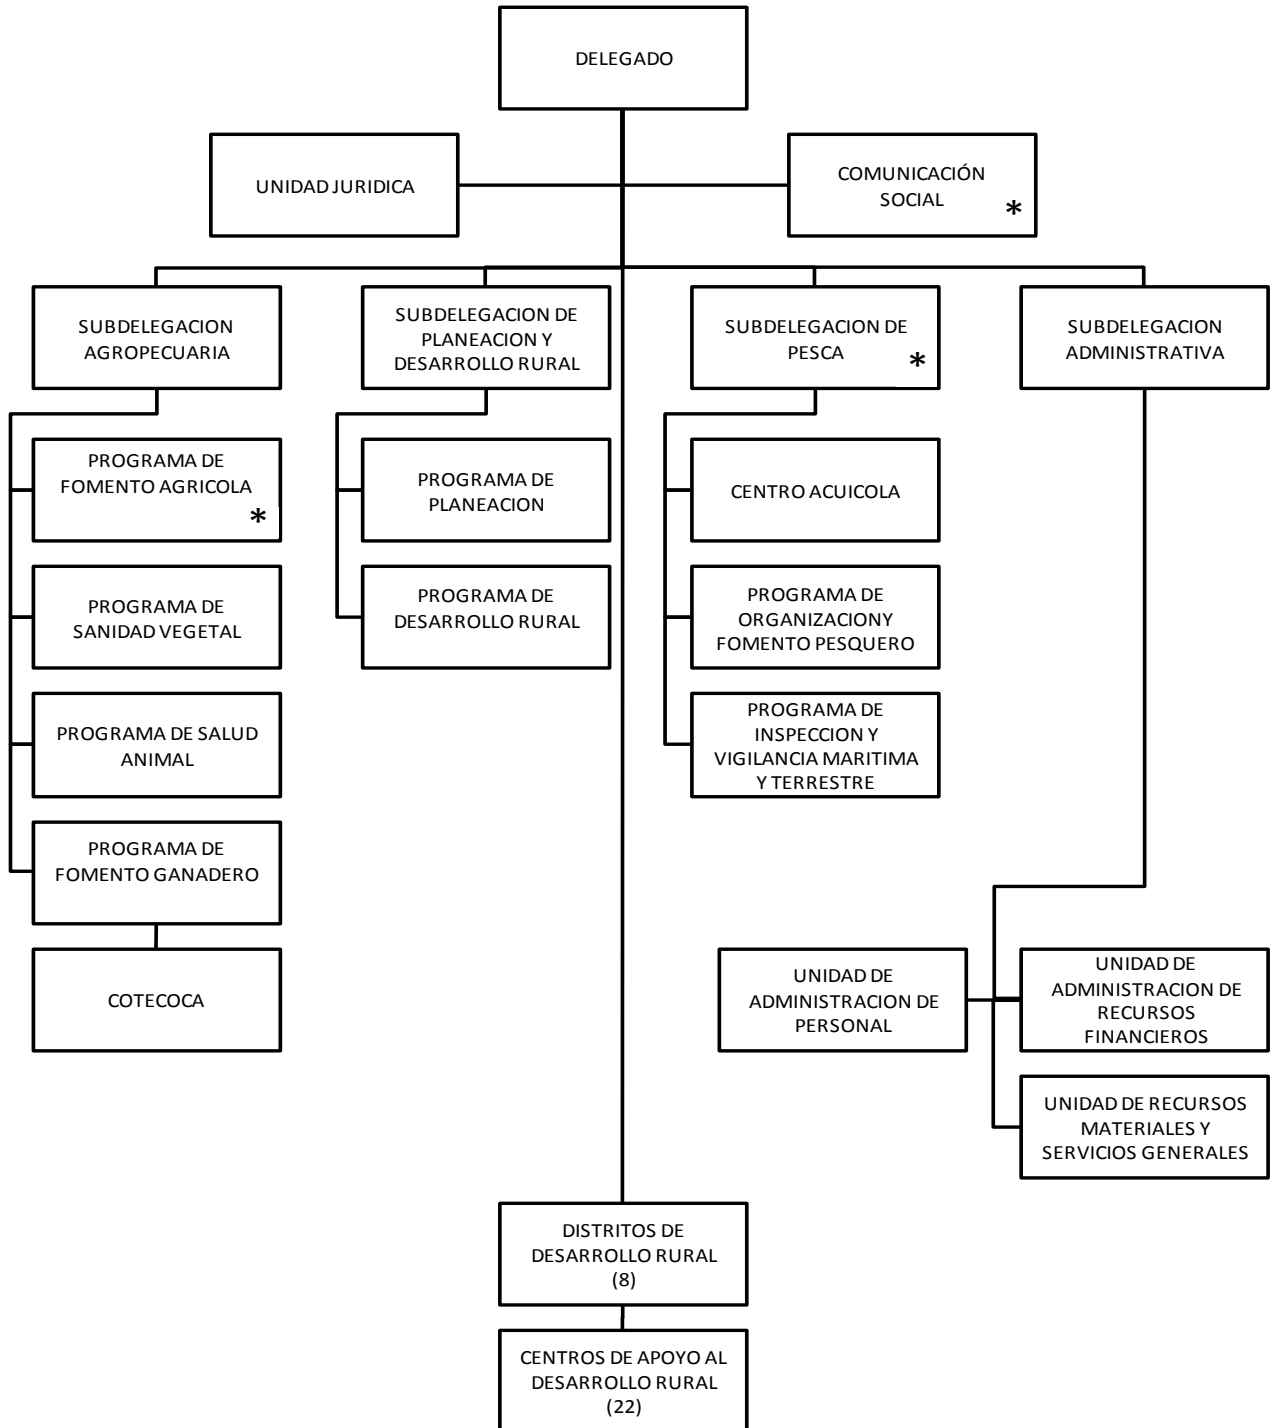 DELEGADO
UNIDAD JURIDICA
COMUNICACIÓN
SOCIAL
*
SUBDELEGACION
AGROPECUARIA
SUBDELEGACION DE
PLANEACION Y
DESARROLLO RURAL
SUBDELEGACION DE
PESCA
*
SUBDELEGACION
ADMINISTRATIVA
PROGRAMA DE
FOMENTO AGRICOLA
*
PROGRAMA DE
SANIDAD VEGETAL
PROGRAMA DE SALUD
ANIMAL
PROGRAMA DE
FOMENTO GANADERO
COTECOCA
PROGRAMA DE
PLANEACION
PROGRAMA DE
DESARROLLO RURAL
CENTRO ACUICOLA
PROGRAMA DE
ORGANIZACIONY
FOMENTO PESQUERO
PROGRAMA DE
INSPECCION Y
VIGILANCIA MARITIMA
Y TERRESTRE
UNIDAD DE
ADMINISTRACION DE
PERSONAL
UNIDAD DE
ADMINISTRACION DE
RECURSOS
FINANCIEROS
UNIDAD DE RECURSOS
MATERIALES Y
SERVICIOS GENERALES
DISTRITOS DE
DESARROLLO RURAL
(8)
CENTROS DE APOYO AL
DESARROLLO RURAL
(22)